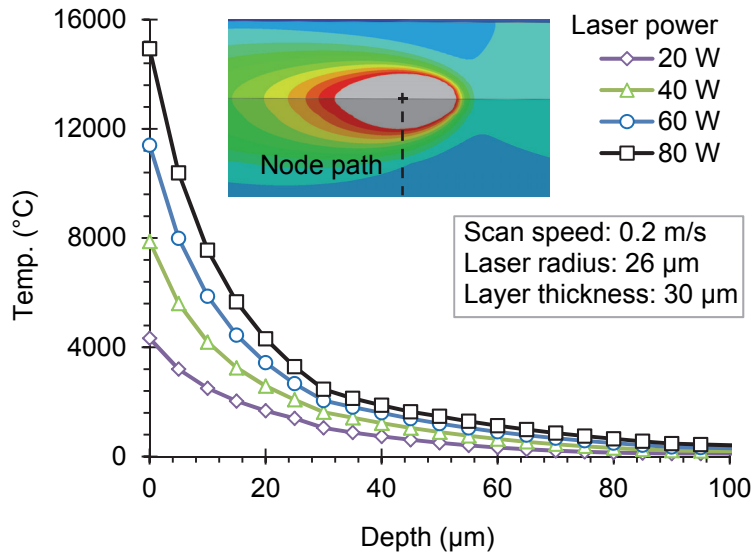 16000
12000
8000
4000
0
Temp. (°C)
0
20
40
60
80
100
Depth (µm)
Node path
Laser power
20 W
40 W
60 W
80 W
Scan speed: 0.2 m/s
Laser radius: 26 µm
Layer thickness: 30 µm